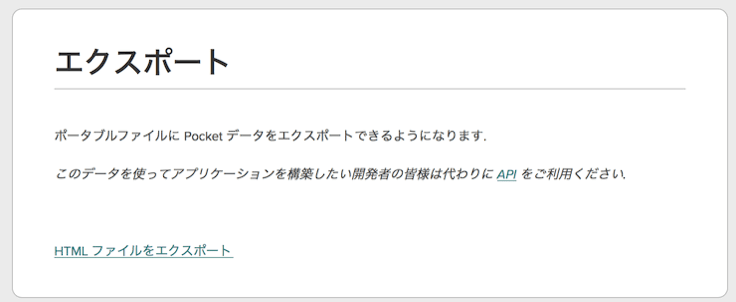 エクスポート
ポータブルファイルに Pocket データをエクスポートできるようになります.
このデータを使ってアプリケーションを構築したい開発者の皆様は代わりに API をご利用ください.
HTML ファイルをエクスポート